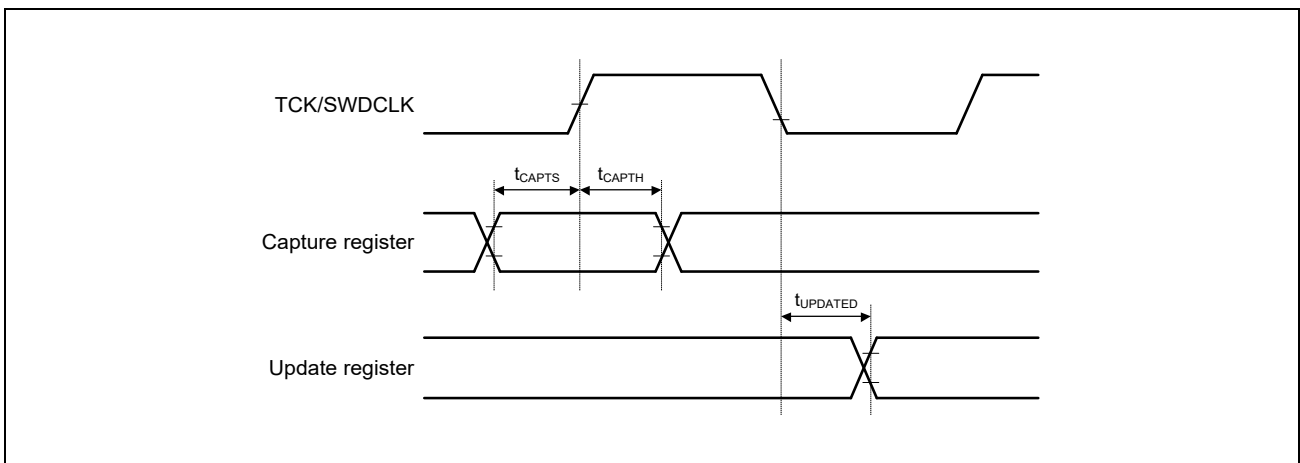 TCK/SWDCLK
tCAPTS
tCAPTH
Capture register
tUPDATED
Update register